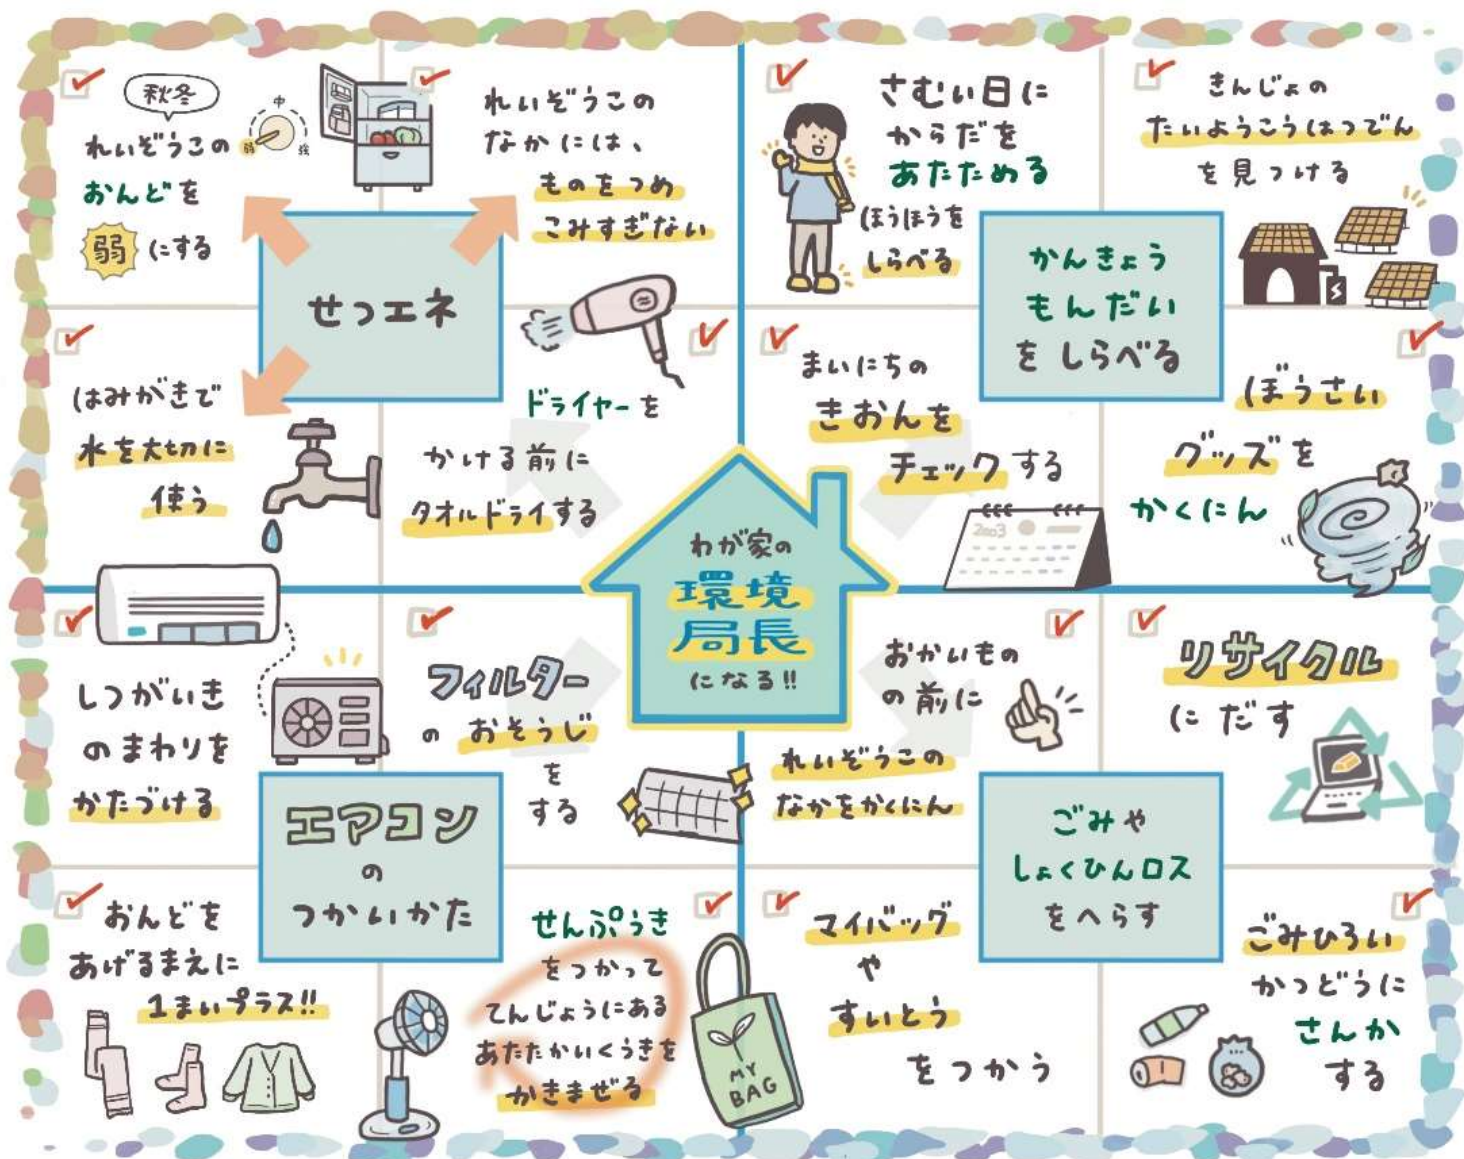 秋冬
れいぞうこの
おんどを
弱にする
弱
中
強
れいぞうこの
なかには、
ものをつめ
こみすぎない
せつエネ
はみがきで
水を大切に
使う
ドライヤーを
かける前に
タオルドライする
さむい日に
からだを
あたためる
ほうほうを
しらべる
きんじょの
たいようこうはつでん
を見つける
かんきょう
もんだい
をしらべる
まいにちの
きおんを
チェックする
2003
ぼうさい
グッズを
かくにん
わが家の
環境
局長
になる!!
しつがいき
のまわりを
かたづける
フィルター
のおそうじ
を
する
エアコン
の
つかいかた
おんどを
あげるまえに
1まいプラス!!
せんぷうき
をつかって
てんじょうにある
あたたかいくうきを
かきまぜる
おかいもの
の前に
れいぞうこの
なかをかくにん
リサイクル
にだす
ごみや
しょくひんロス
をへらす
マイバッグ
や
すいとう
をつかう
MY
BAG
ごみひろい
かつどうに
さんか
する